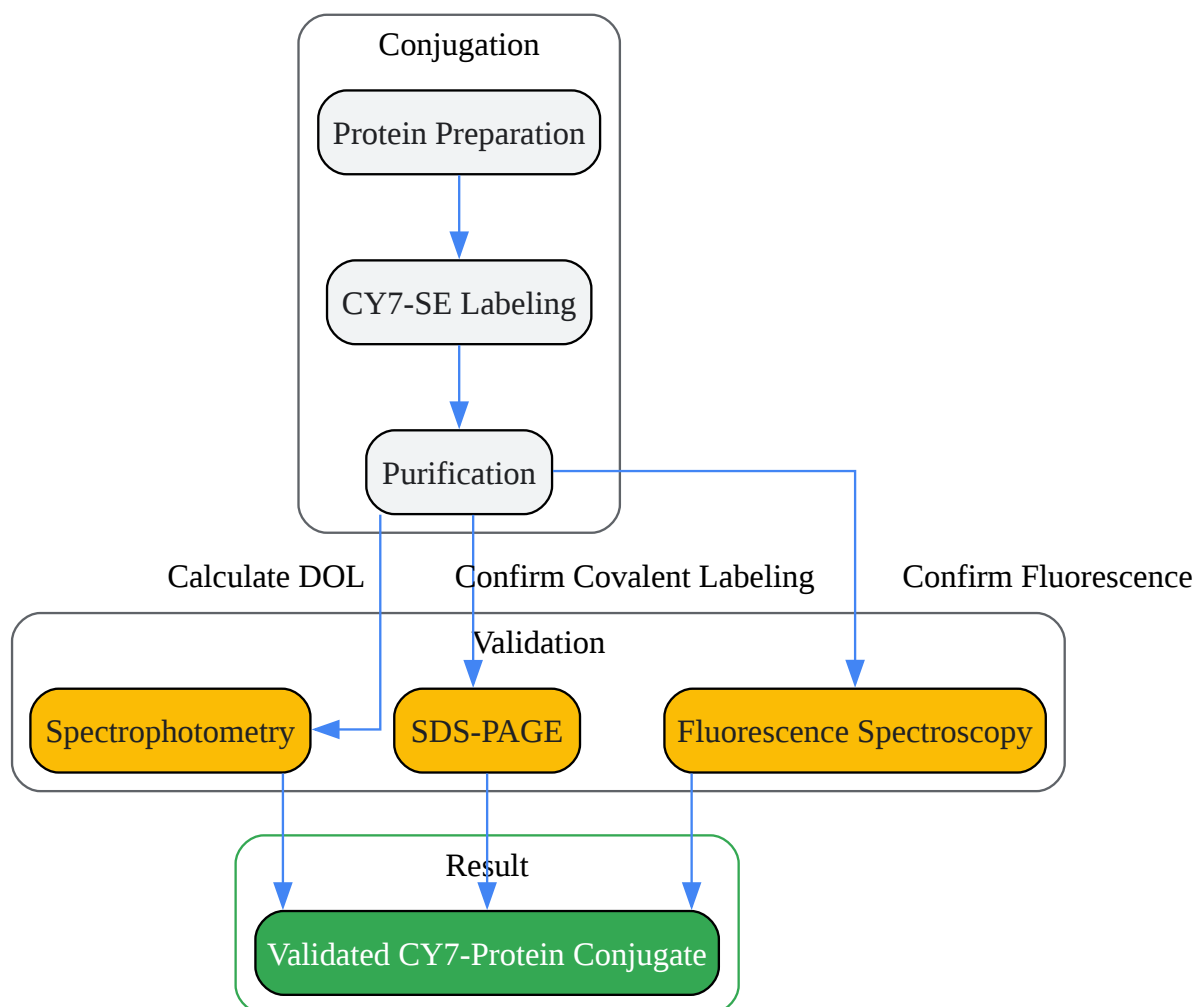 Conjugation
Protein Preparation
CY7-SE Labeling
Purification
Calculate DOL
Confirm Covalent Labeling
Confirm Fluorescence
Validation
Spectrophotometry
SDS-PAGE
Fluorescence Spectroscopy
Result
Validated CY7-Protein Conjugate